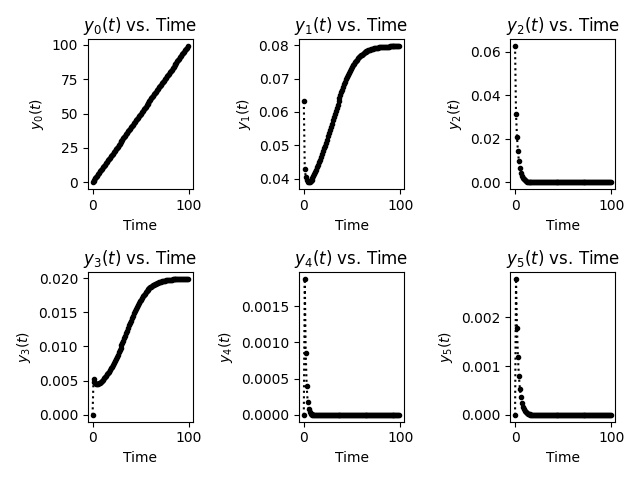 y₀(t) vs. Time
y₀(t)
100
75
50
25
0
0
100
Time
y₁(t) vs. Time
y₁(t)
0.08
0.07
0.06
0.05
0.04
0
100
Time
y₂(t) vs. Time
y₂(t)
0.06
0.04
0.02
0.00
0
100
Time
y₃(t) vs. Time
y₃(t)
0.020
0.015
0.010
0.005
0.000
0
100
Time
y₄(t) vs. Time
y₄(t)
0.0015
0.0010
0.0005
0.0000
0
100
Time
y₅(t) vs. Time
y₅(t)
0.002
0.001
0.000
0
100
Time